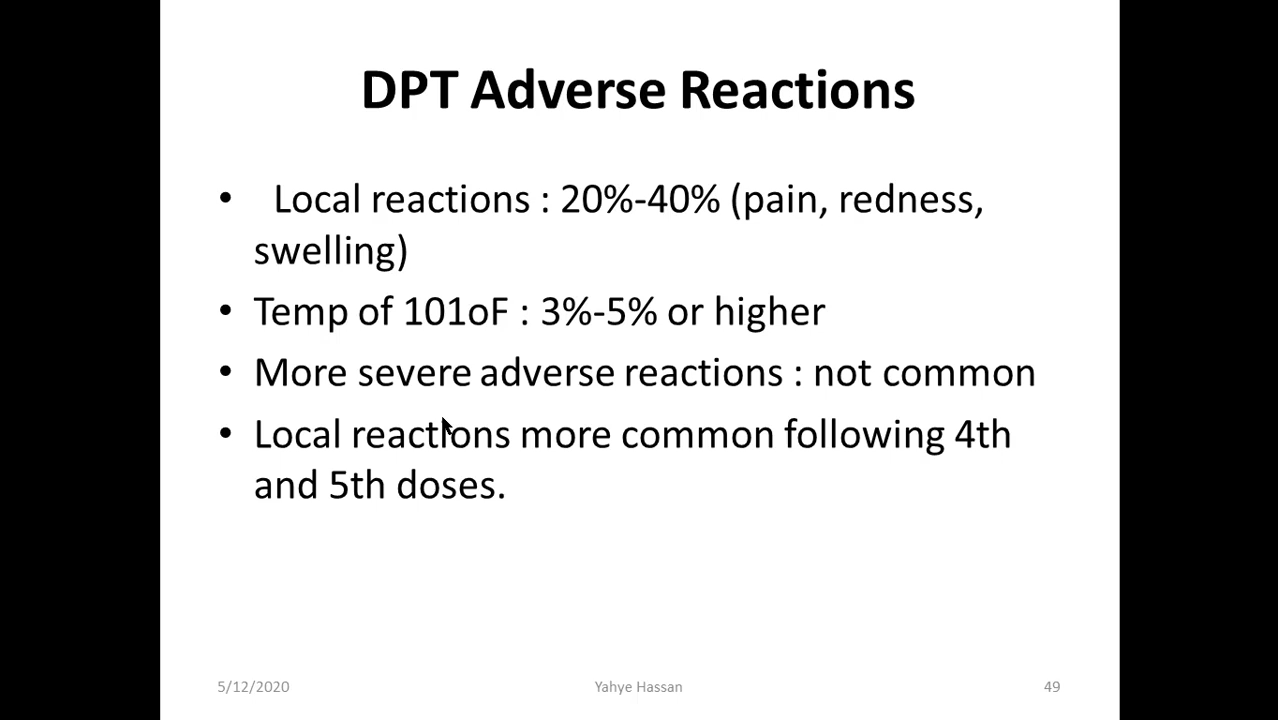 DPT Adverse Reactions
• Local reactions : 20%-40% (pain, redness,
swelling)
• Temp of 101oF : 3%-5% or higher
• More severe adverse reactions : not common
• Local reactions more common following 4th
and 5th doses.
5/12/2020 Yahye Hassan 49